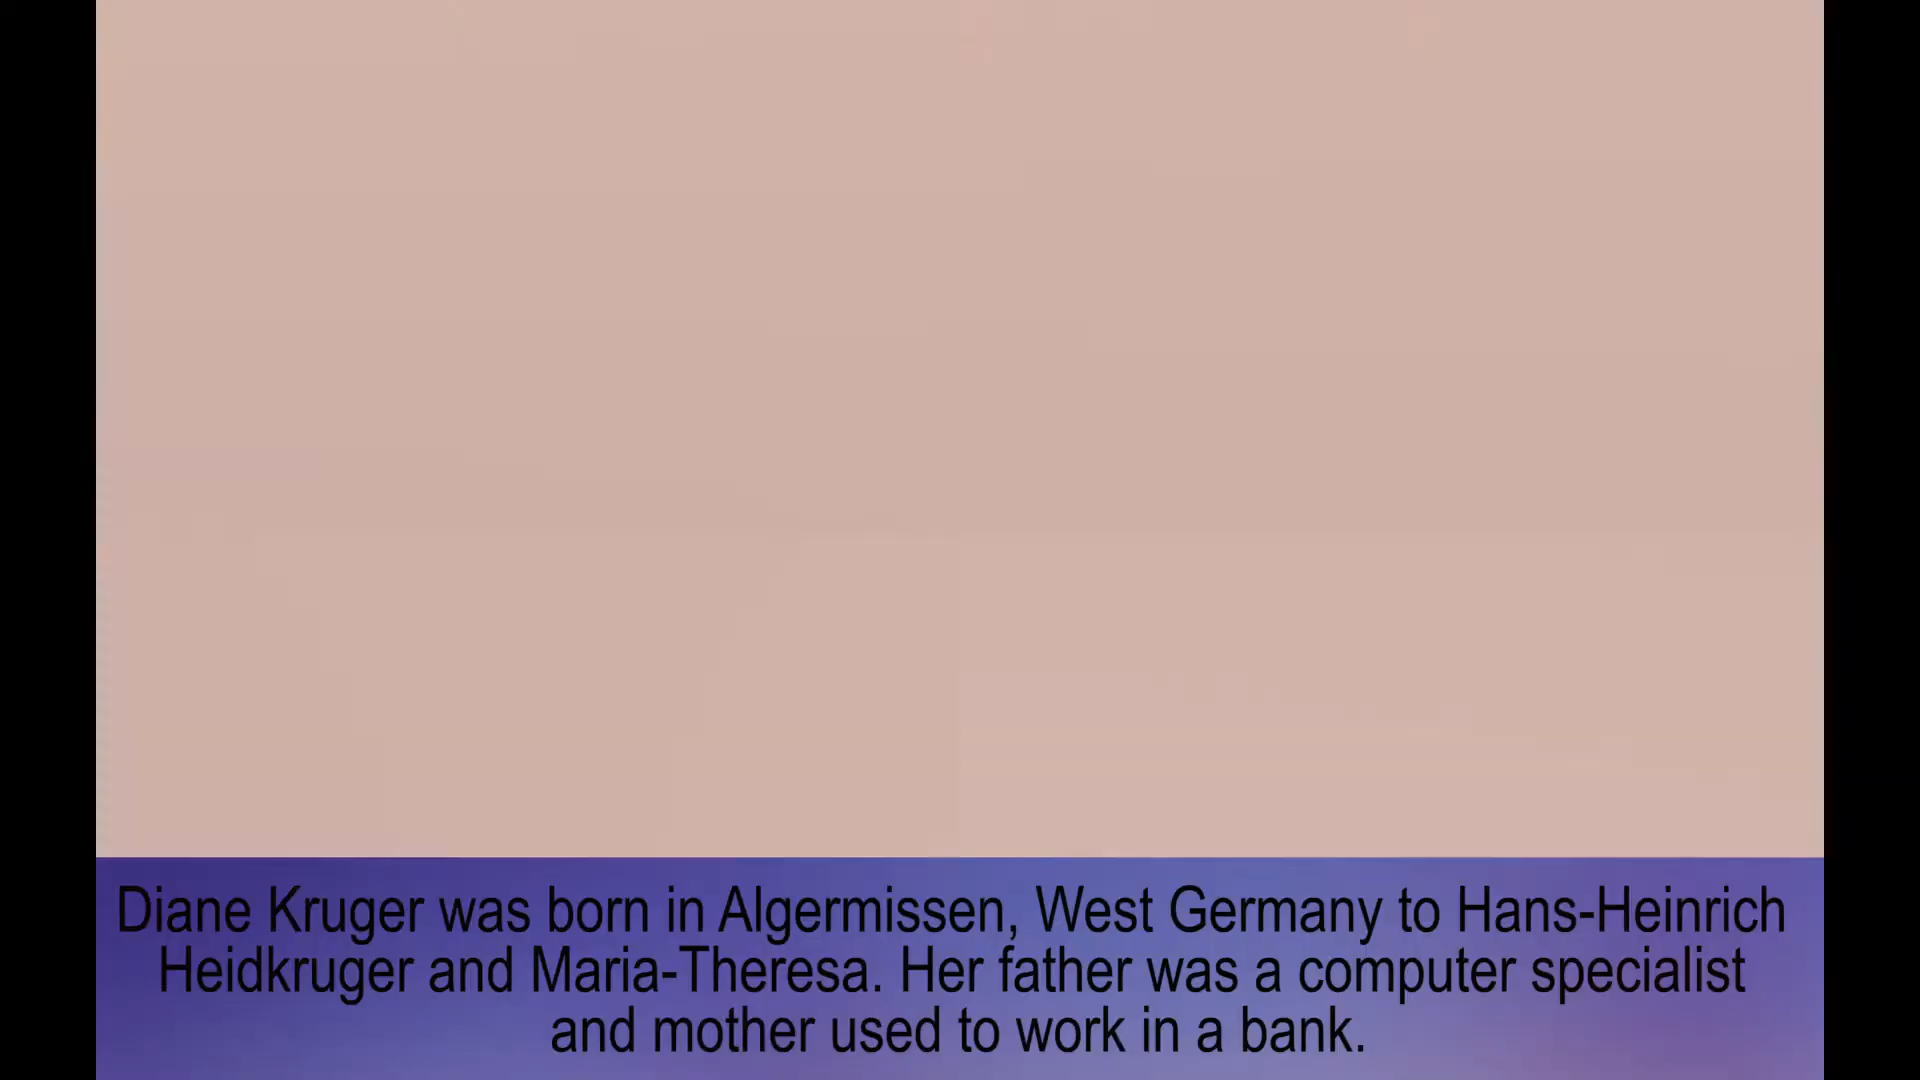 Diane Kruger was born in Algermissen, West Germany to Hans-Heinrich
Heidkruger and Maria-Theresa. Her father was a computer specialist
and mother used to work in a bank.